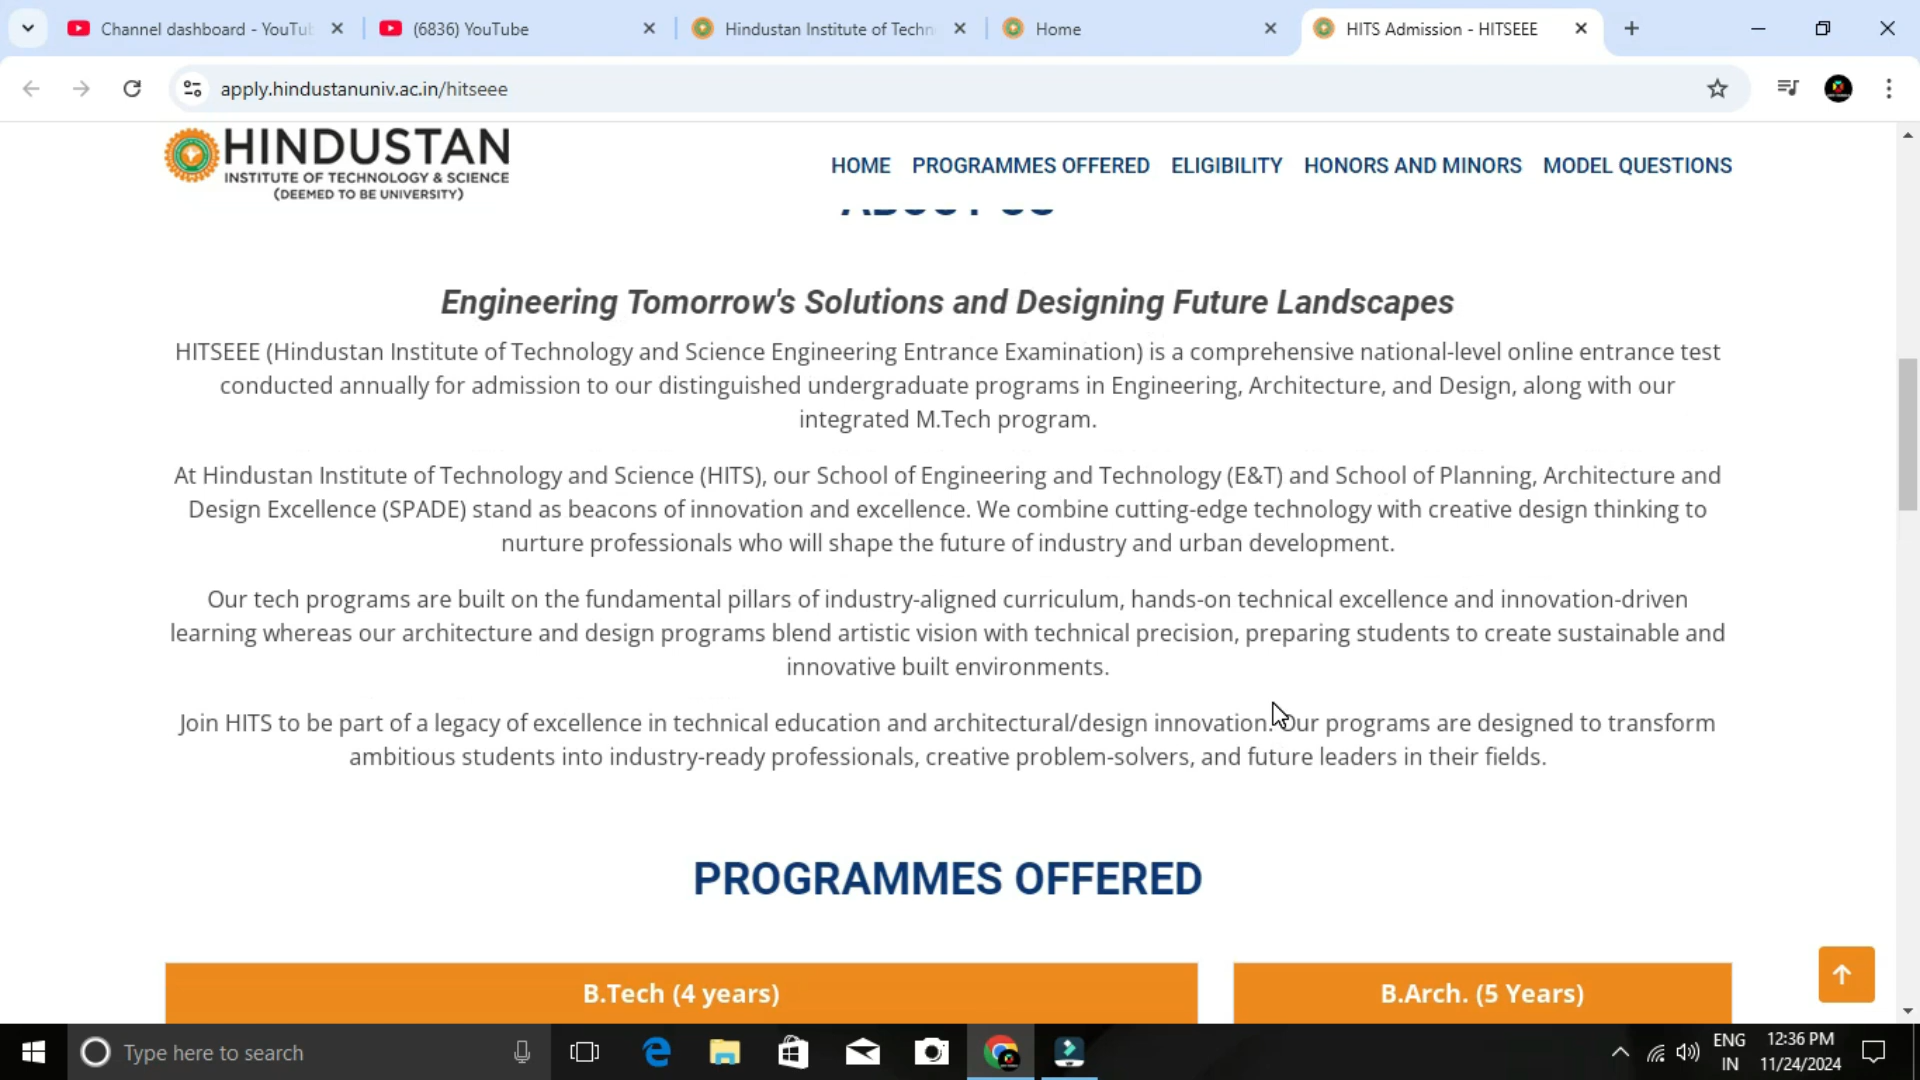 Channel dashboard - YouTu
(6836) YouTube
Hindustan Institute of Techn
Home
HITS Admission - HITSEEE
apply.hindustanuniv.ac.in/hitseee
HINDUSTAN
INSTITUTE OF TECHNOLOGY & SCIENCE
(DEEMED TO BE UNIVERSITY)
HOME
PROGRAMMES OFFERED
ELIGIBILITY
HONORS AND MINORS
MODEL QUESTIONS
ABOUT US
Engineering Tomorrow's Solutions and Designing Future Landscapes
HITSEEE (Hindustan Institute of Technology and Science Engineering Entrance Examination) is a comprehensive national-level online entrance test
conducted annually for admission to our distinguished undergraduate programs in Engineering, Architecture, and Design, along with our
integrated M.Tech program.
At Hindustan Institute of Technology and Science (HITS), our School of Engineering and Technology (E&T) and School of Planning, Architecture and
Design Excellence (SPADE) stand as beacons of innovation and excellence. We combine cutting-edge technology with creative design thinking to
nurture professionals who will shape the future of industry and urban development.
Our tech programs are built on the fundamental pillars of industry-aligned curriculum, hands-on technical excellence and innovation-driven
learning whereas our architecture and design programs blend artistic vision with technical precision, preparing students to create sustainable and
innovative built environments.
Join HITS to be part of a legacy of excellence in technical education and architectural/design innovation. Our programs are designed to transform
ambitious students into industry-ready professionals, creative problem-solvers, and future leaders in their fields.
PROGRAMMES OFFERED
B.Tech (4 years)
B.Arch. (5 Years)
Type here to search
ENG
IN
12:36 PM
11/24/2024